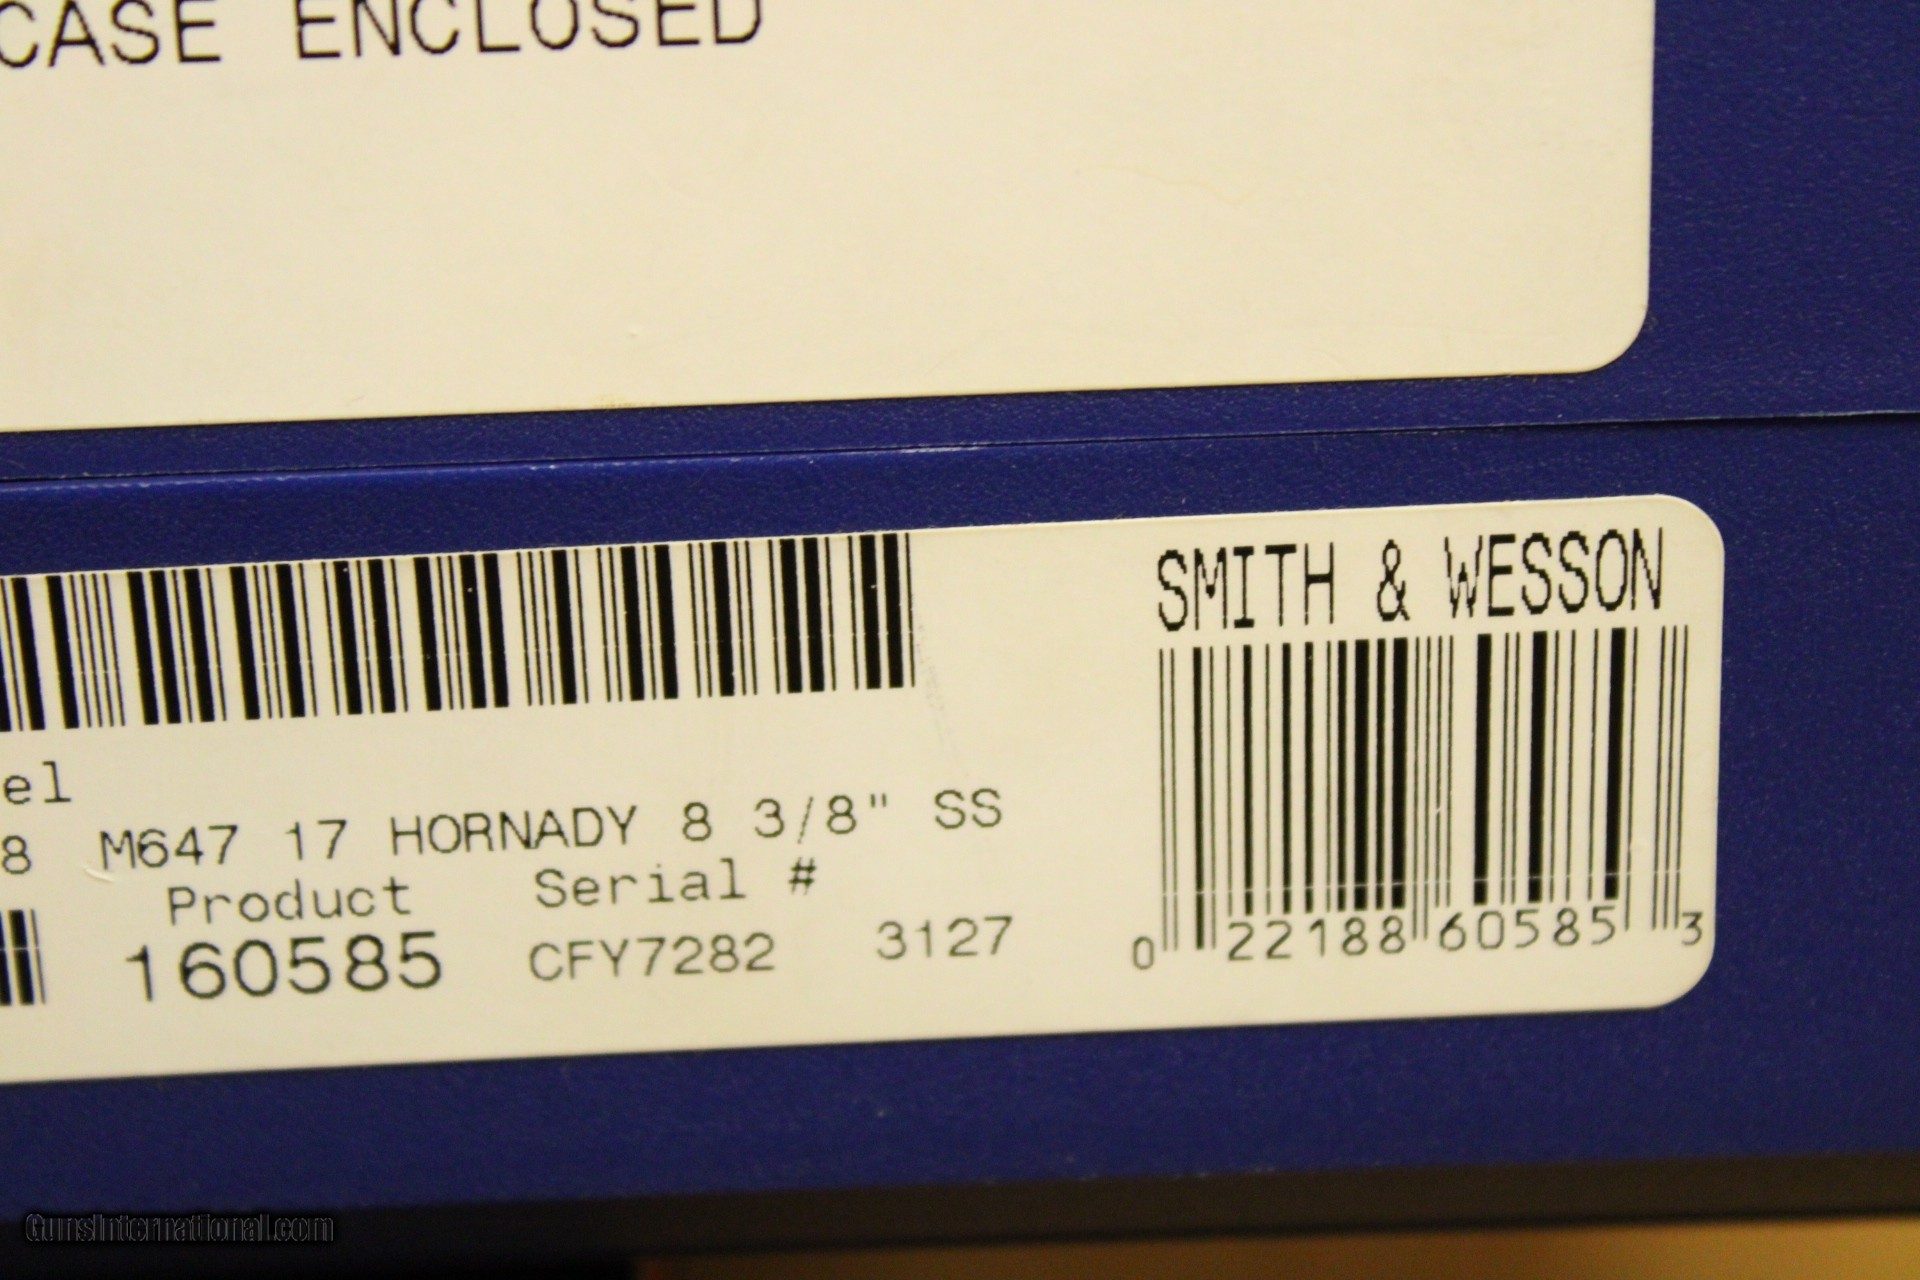 CASE ENCLOSED
SMITH & WESSON
el
8 M647 17 HORNADY 8 3/8" SS
Product Serial #
160585 CFY7282 3127
0 22188 60585 3
GunsInternational.com